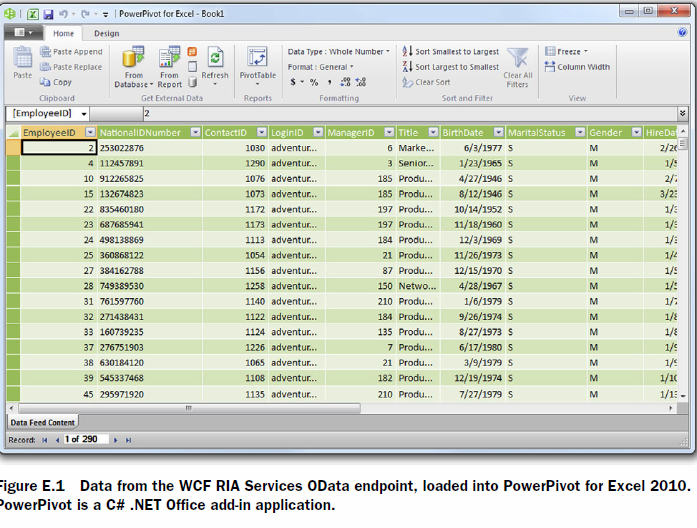 PowerPivot for Excel - Book1
Home Design
Paste Append
Paste Replace
Copy
Paste
Clipboard
From Database
From Report
Refresh
Get External Data
PivotTable
Reports
Data Type : Whole Number
Format : General
$ % ,
Formatting
Sort Smallest to Largest
Sort Largest to Smallest
Clear Sort
Clear All Filters
Sort and Filter
Freeze
Column Width
View
[EmployeeID] 2
EmployeeID NationalIDNumber ContactID LoginID ManagerID Title BirthDate MaritalStatus Gender HireDat
2 253022876 1030 adventur... 6 Marke... 6/3/1977 S M 2/26
4 112457891 1290 adventur... 3 Senior... 1/23/1965 S M 1/5
10 912265825 1076 adventur... 185 Produ... 4/27/1946 S M 2/7
15 132674823 1073 adventur... 185 Produ... 8/12/1946 S M 3/23
22 835460180 1172 adventur... 197 Produ... 10/14/1952 S M 1/3
23 687685941 1173 adventur... 197 Produ... 11/18/1960 S M 1/3
24 498138869 1113 adventur... 184 Produ... 12/3/1969 S M 1/3
25 360868122 1054 adventur... 21 Produ... 11/26/1973 S M 1/4
27 384162788 1156 adventur... 87 Produ... 12/15/1970 S M 1/5
28 749389530 1258 adventur... 150 Netwo... 4/28/1967 S M 1/5
31 761597760 1140 adventur... 210 Produ... 1/6/1979 S M 1/7
32 271438431 1122 adventur... 184 Produ... 9/26/1974 S M 1/8
33 160739235 1124 adventur... 135 Produ... 8/27/1973 S M 1/8
37 276751903 1226 adventur... 7 Produ... 6/17/1980 S M 1/9
38 630184120 1065 adventur... 21 Produ... 3/9/1979 S M 1/9
39 545337468 1108 adventur... 182 Produ... 12/19/1974 S M 1/10
45 295971920 1135 adventur... 210 Produ... 7/27/1979 S M 1/13
Data Feed Content
Record: 1 of 290
Figure E.1 Data from the WCF RIA Services OData endpoint, loaded into PowerPivot for Excel 2010.
PowerPivot is a C# .NET Office add-in application.